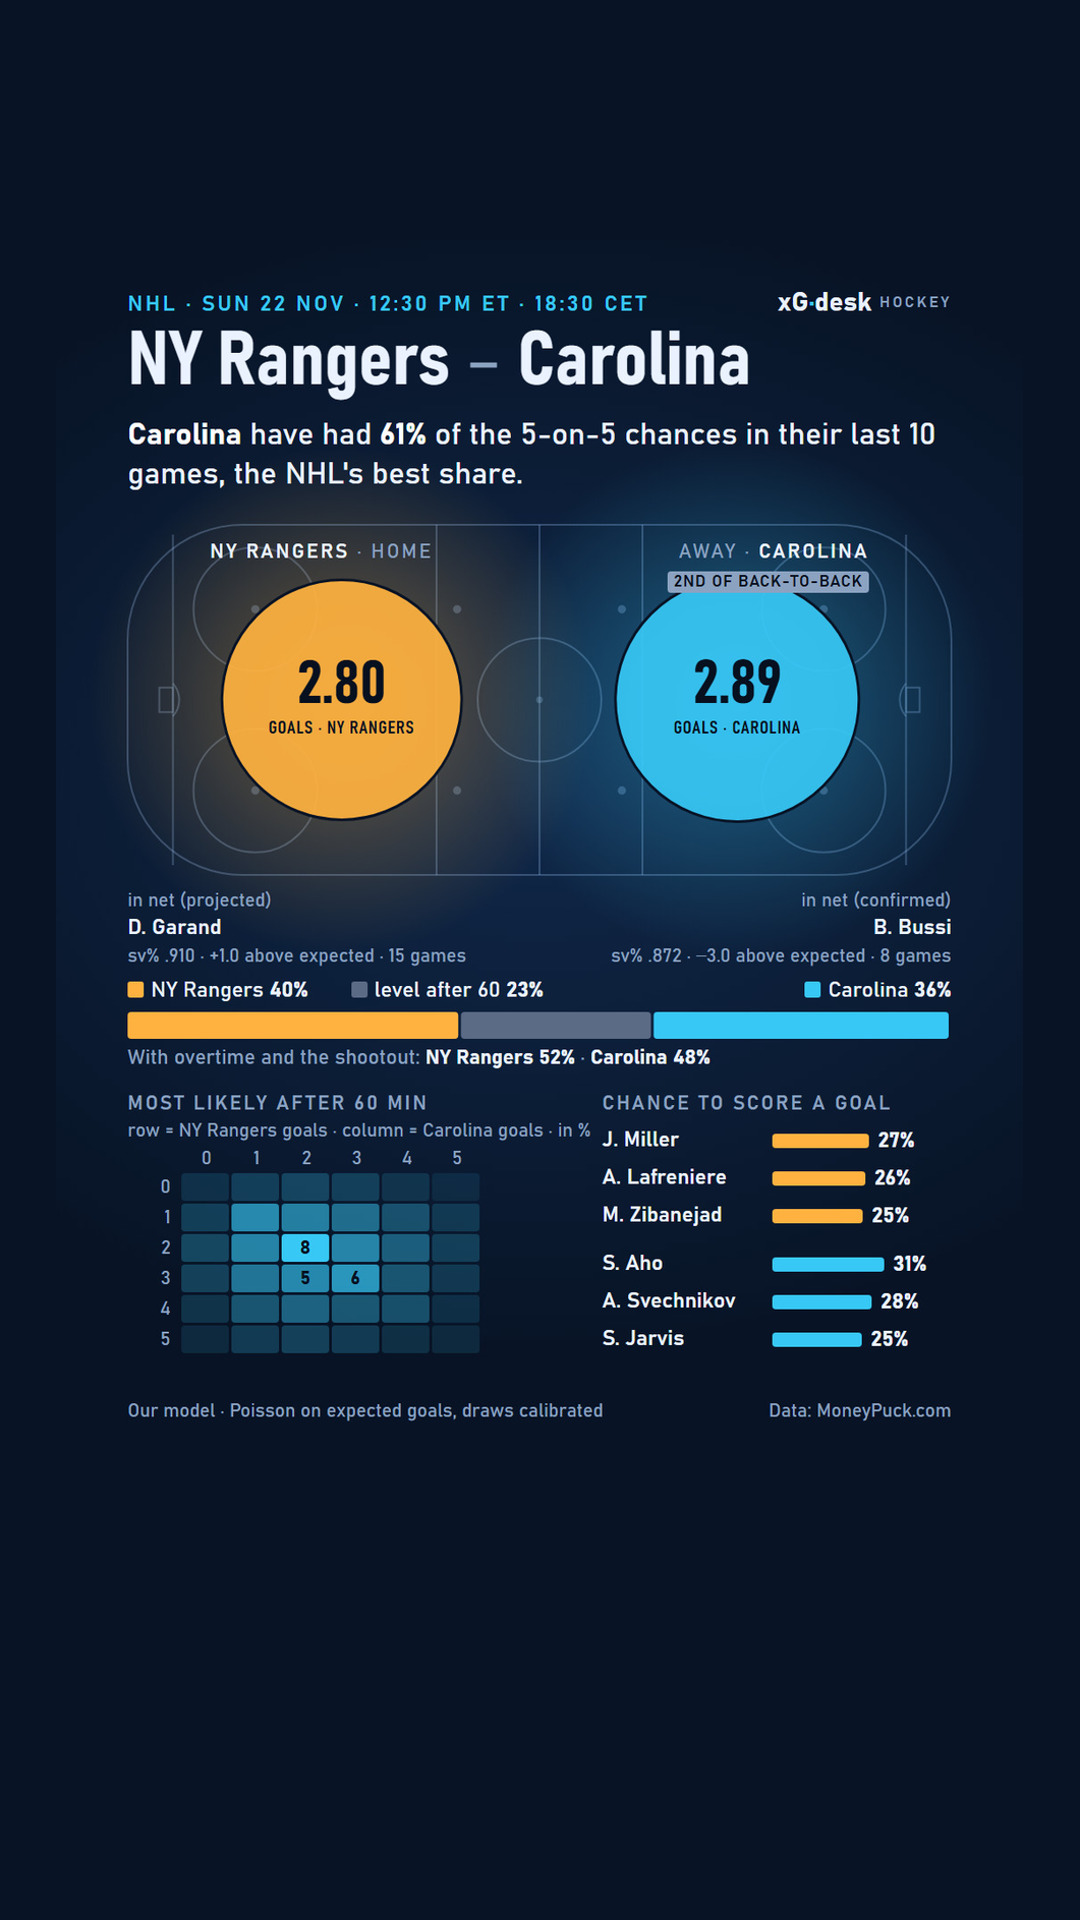 NHL · SUN 22 NOV · 12:30 PM ET · 18:30 CET
xG·desk HOCKEY
NY Rangers – Carolina
Carolina have had 61% of the 5-on-5 chances in their last 10
games, the NHL's best share.
NY RANGERS · HOME
AWAY · CAROLINA
2ND OF BACK-TO-BACK
2.80
GOALS · NY RANGERS
2.89
GOALS · CAROLINA
in net (projected)
D. Garand
sv% .910 · +1.0 above expected · 15 games
in net (confirmed)
B. Bussi
sv% .872 · −3.0 above expected · 8 games
NY Rangers 40%
level after 60 23%
Carolina 36%
With overtime and the shootout: NY Rangers 52% · Carolina 48%
MOST LIKELY AFTER 60 MIN
row = NY Rangers goals · column = Carolina goals · in %
0 1 2 3 4 5
0
1
2 8
3 5 6
4
5
CHANCE TO SCORE A GOAL
J. Miller 27%
A. Lafreniere 26%
M. Zibanejad 25%
S. Aho 31%
A. Svechnikov 28%
S. Jarvis 25%
Our model · Poisson on expected goals, draws calibrated
Data: MoneyPuck.com